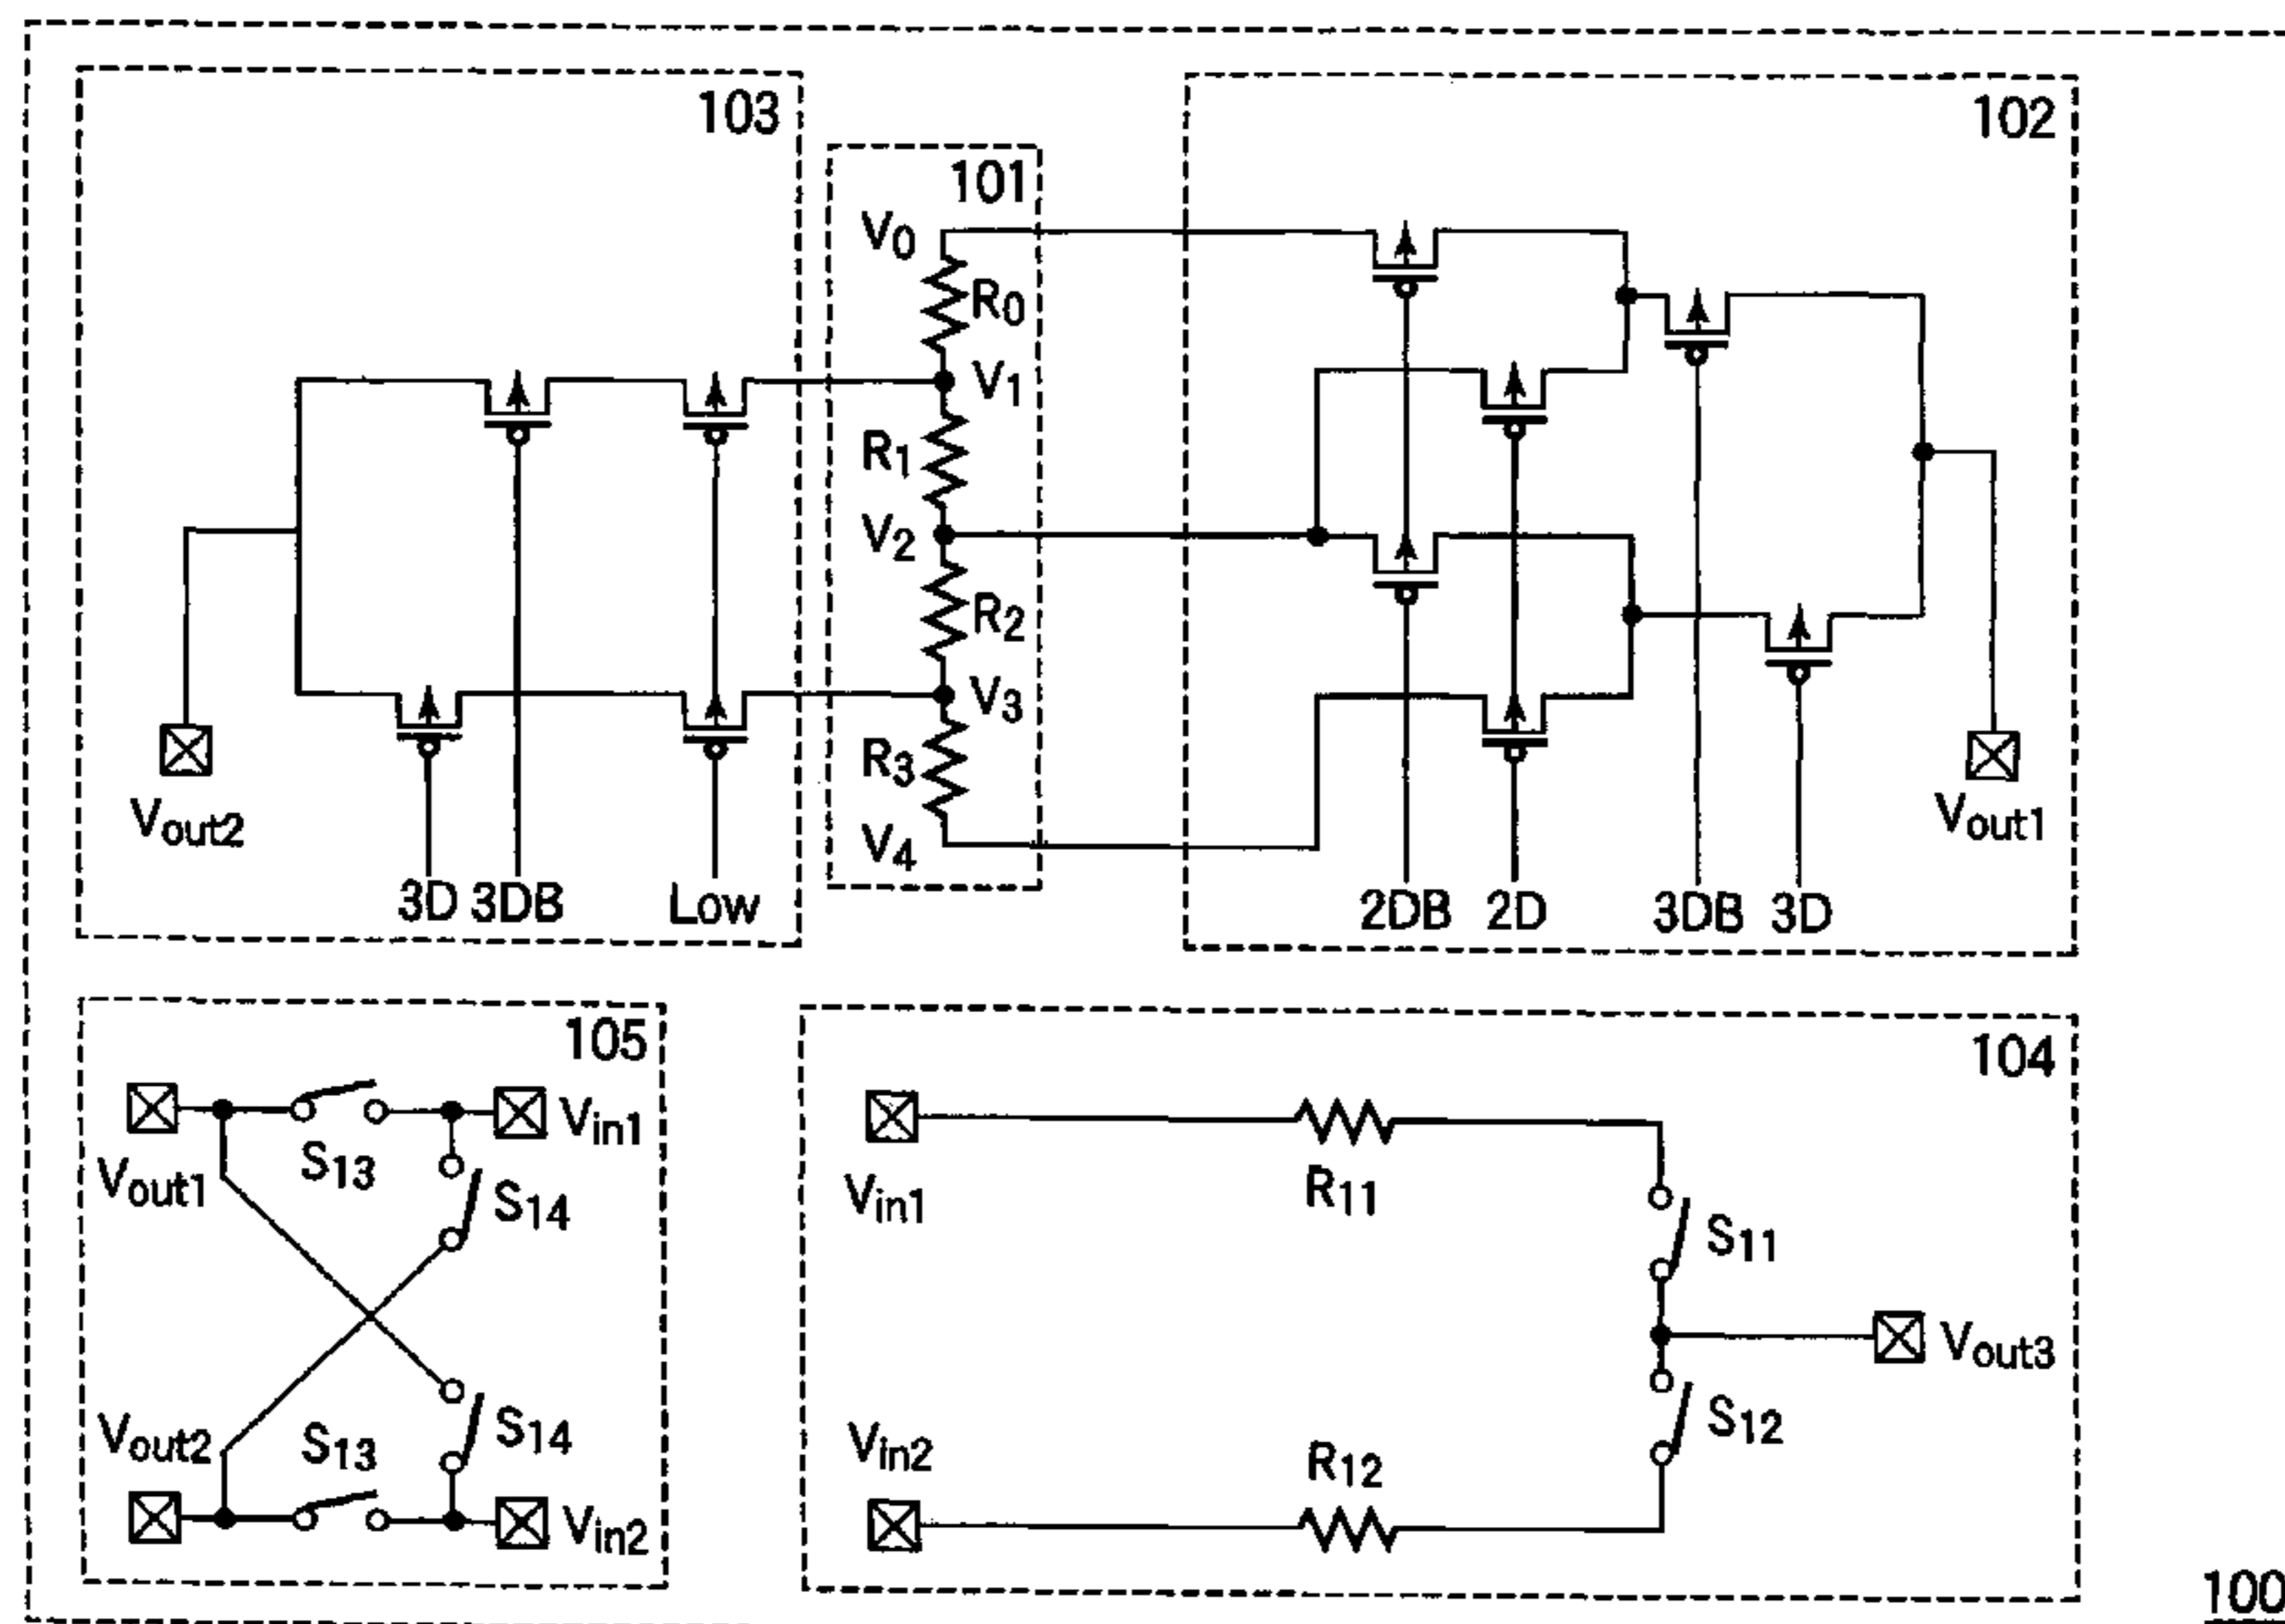 103
101
102
V0
R0
V1
R1
V2
R2
V3
R3
V4
Vout2
3D 3DB Low
Vout1
2DB 2D 3DB 3D
105
Vout1
S13
Vin1
S14
Vout2
S13
S14
Vin2
104
Vin1
R11
S11
Vout3
S12
Vin2
R12
100